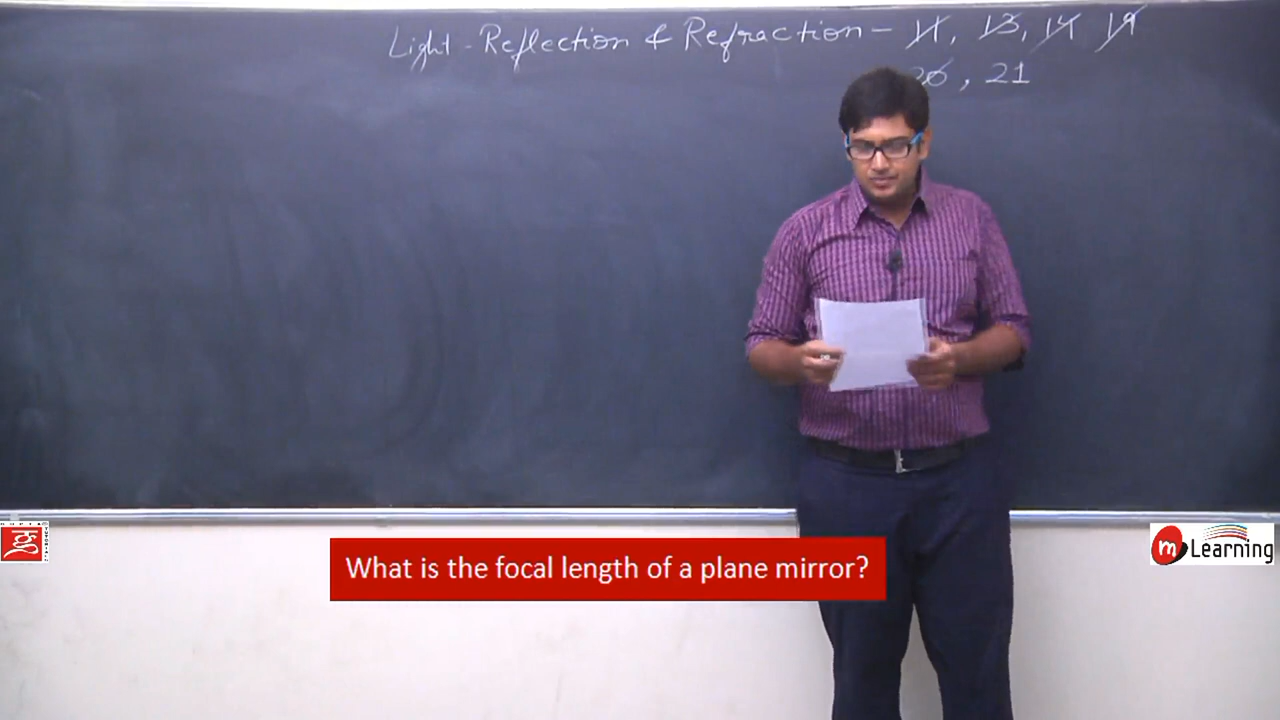 Light - Reflection & Refraction - 11, 13, 14 19
20, 21
What is the focal length of a plane mirror?
m Learning